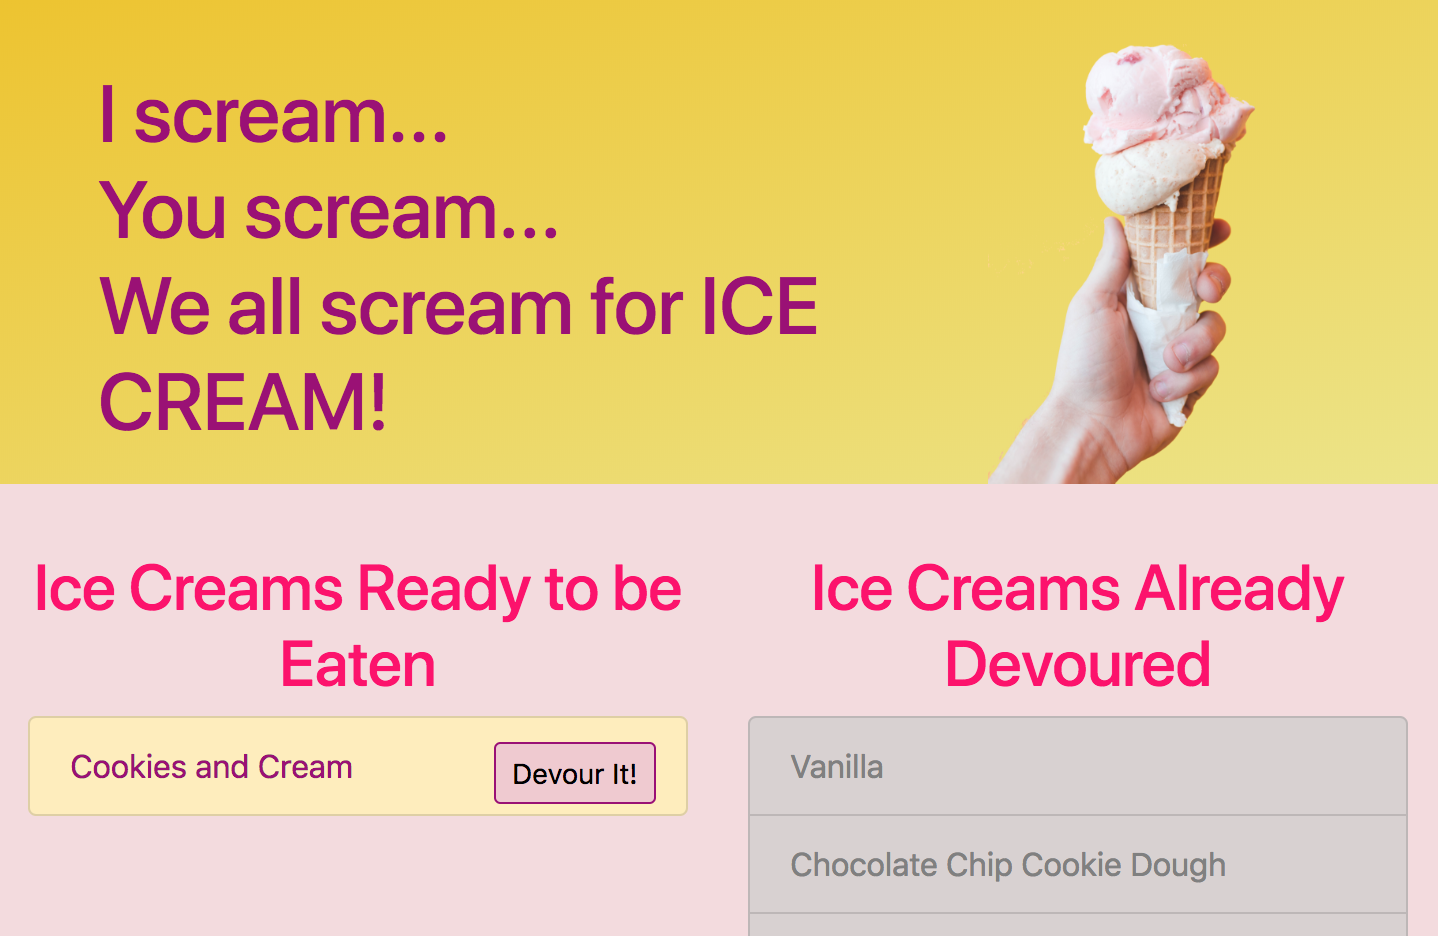 I scream...
You scream...
We all scream for ICE
CREAM!
Ice Creams Ready to be
Eaten
Cookies and Cream
Devour It!
Ice Creams Already
Devoured
Vanilla
Chocolate Chip Cookie Dough